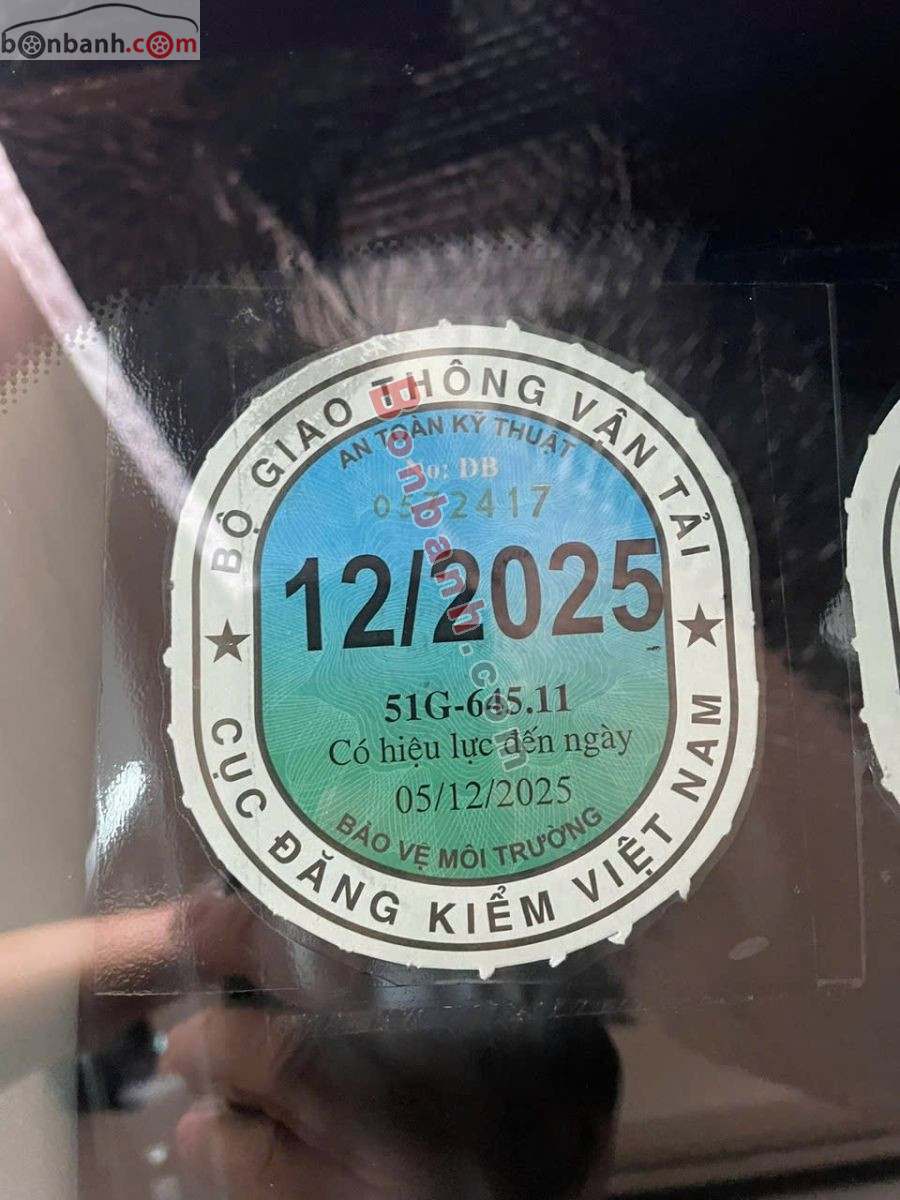 bonbanh.com
BỘ GIAO THÔNG VẬN TẢI
AN TOÀN KỸ THUẬT
No: DB
0572417
12/2025
51G-645.11
Có hiệu lực đến ngày
05/12/2025
BẢO VỆ MÔI TRƯỜNG
CỤC ĐĂNG KIỂM VIỆT NAM
Bonbanh.com